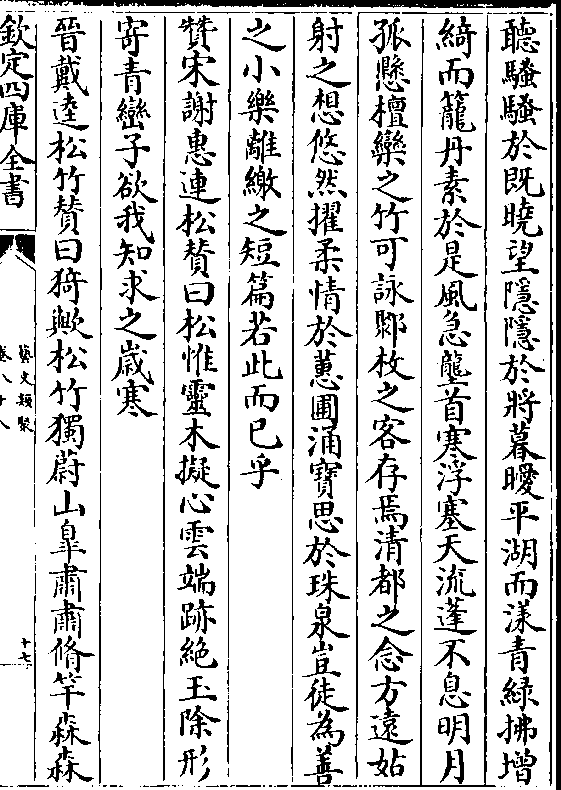 聽騷騷於既曉望隱隱於將暮曖平湖而漾青緑拂增
綺而籠丹素於是風急壟首寒浮塞天流蓬不息明月
孤懸檀欒之竹可詠鄹枚之客存焉清都之念方遠姑
射之想悠然擢柔情於蕙圃涌寶思於珠泉豈徒為善
之小樂離繳之短篇若此而已乎
贊宋謝惠連松賛曰松惟靈木擬心雲端跡絶玉除形
寄青巒子欲我知求之歲寒
晉戴逵松竹賛曰猗歟松竹獨蔚山臯肅肅脩竿森森
欽定四庫全書
藝文類聚
卷八十八
十七